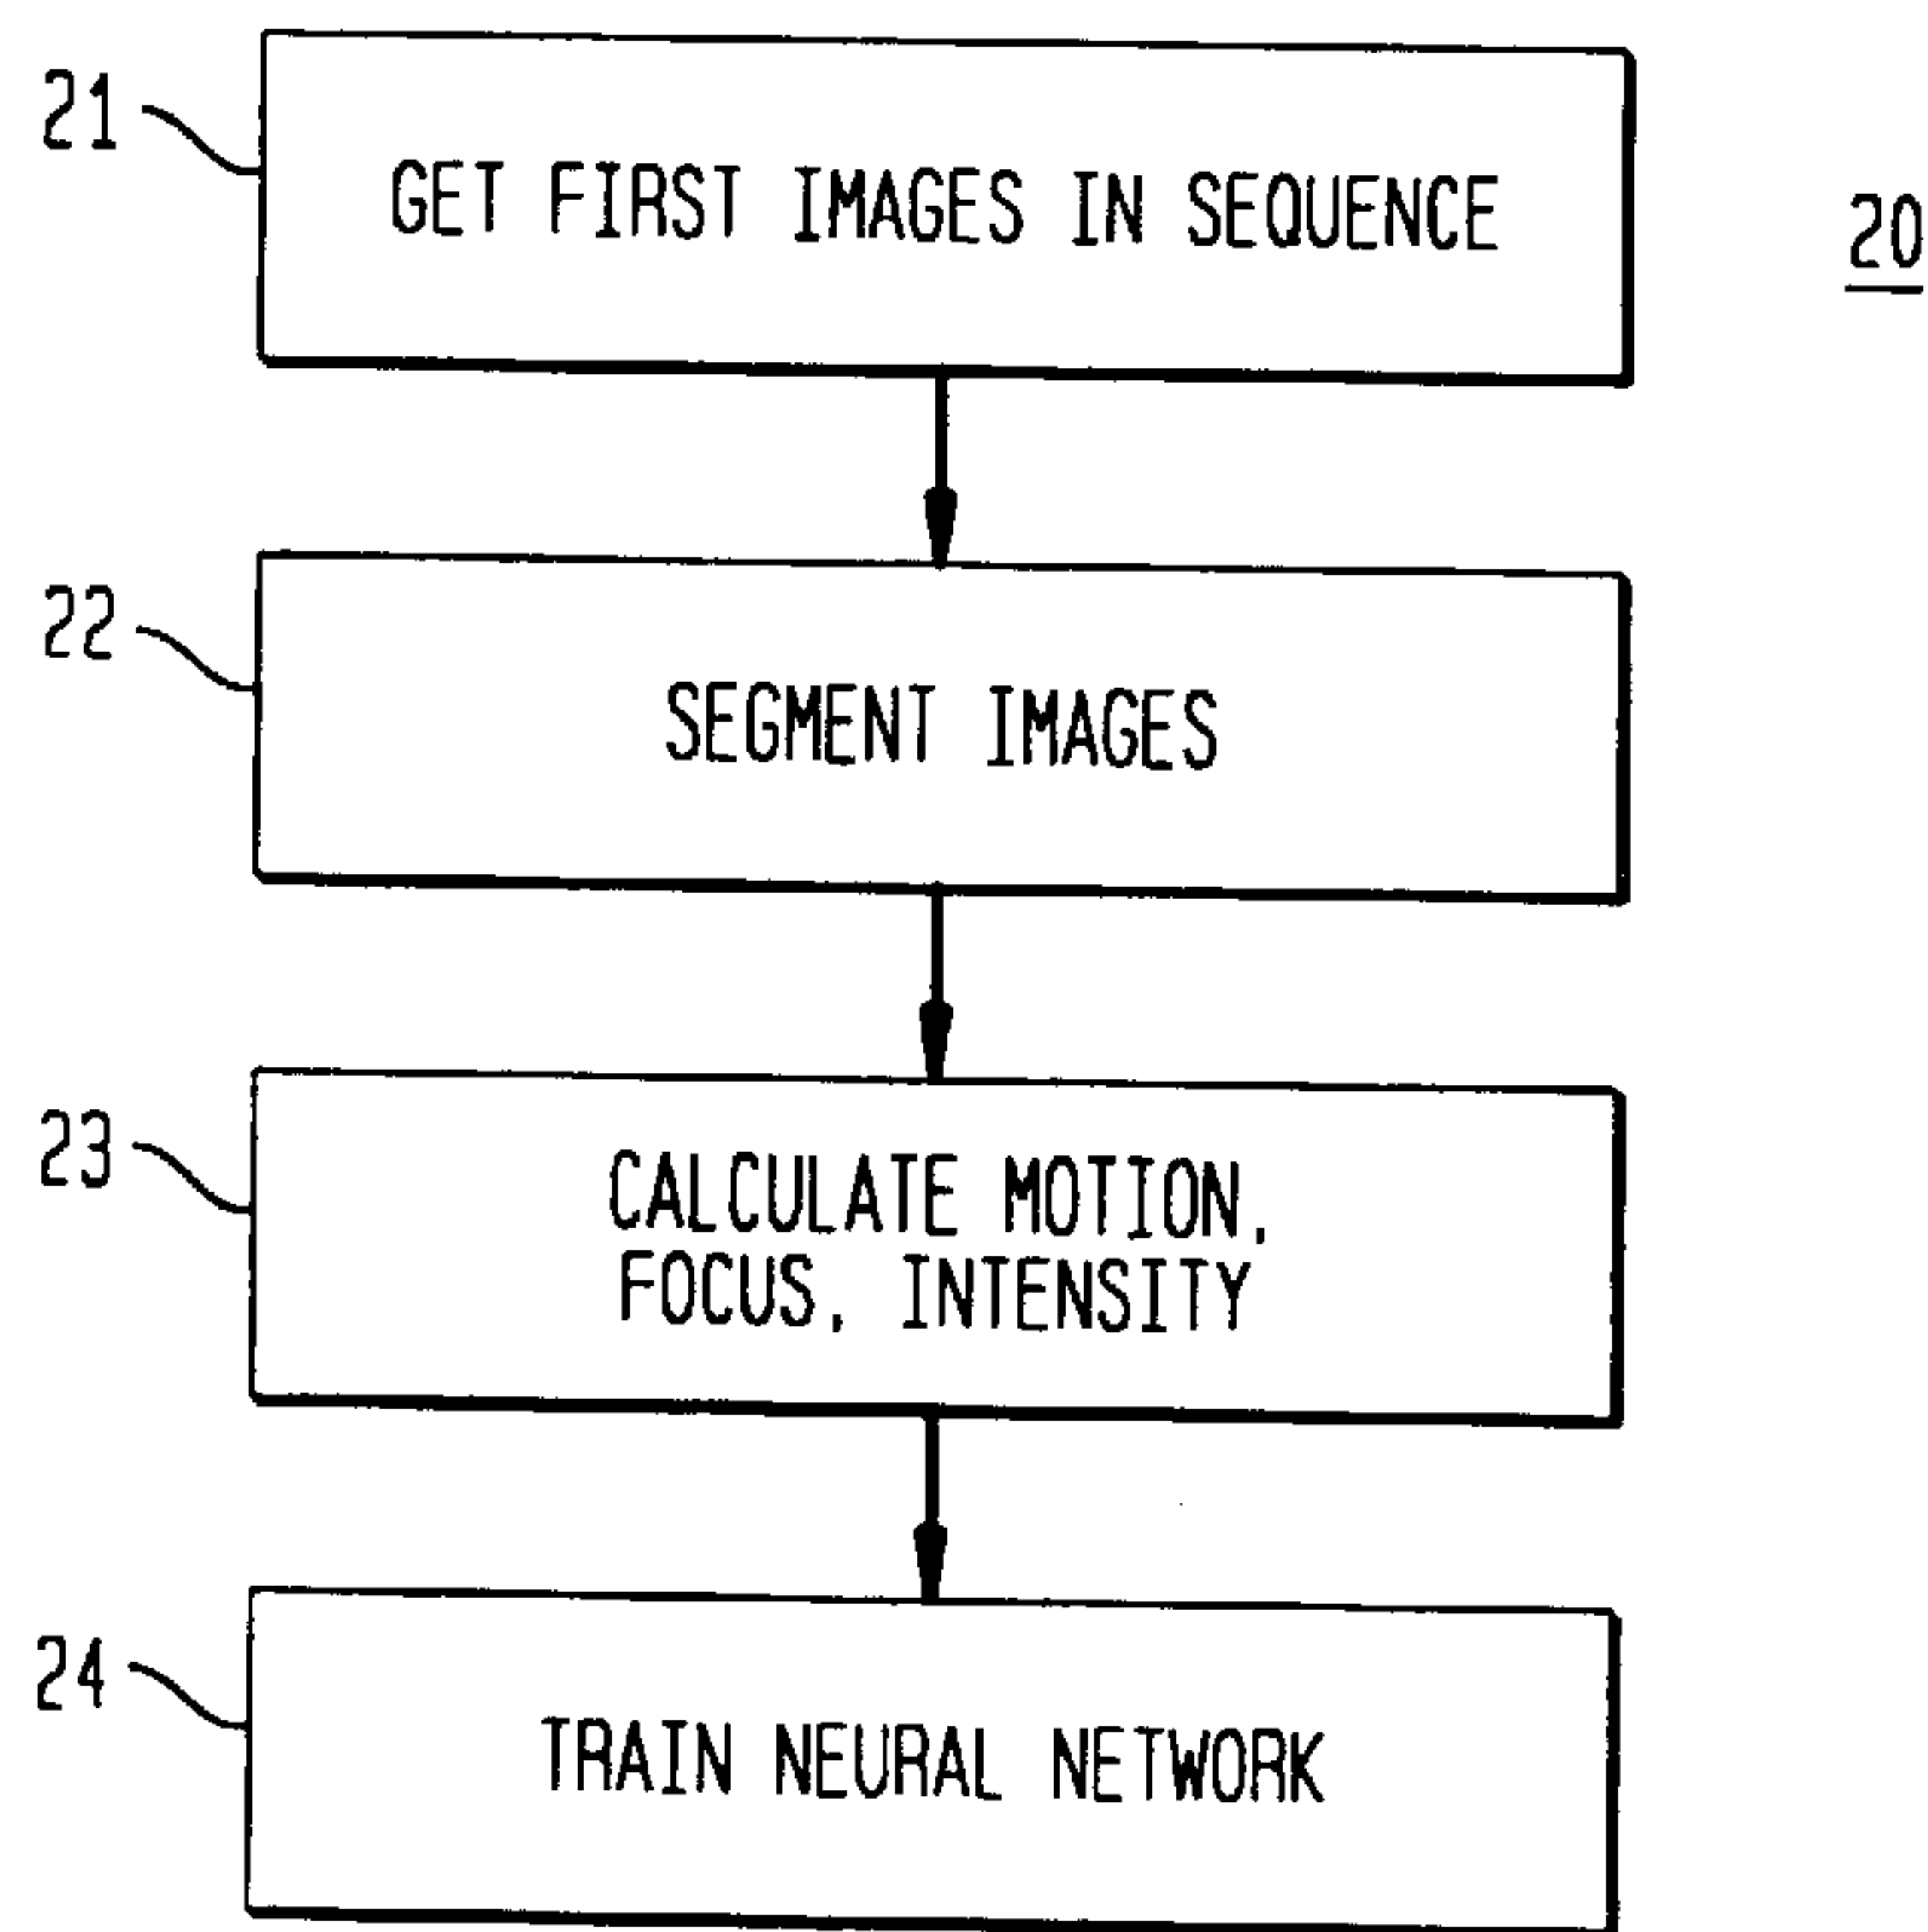 21
GET FIRST IMAGES IN SEQUENCE
20
22
SEGMENT IMAGES
23
CALCULATE MOTION,
FOCUS, INTENSITY
24
TRAIN NEURAL NETWORK